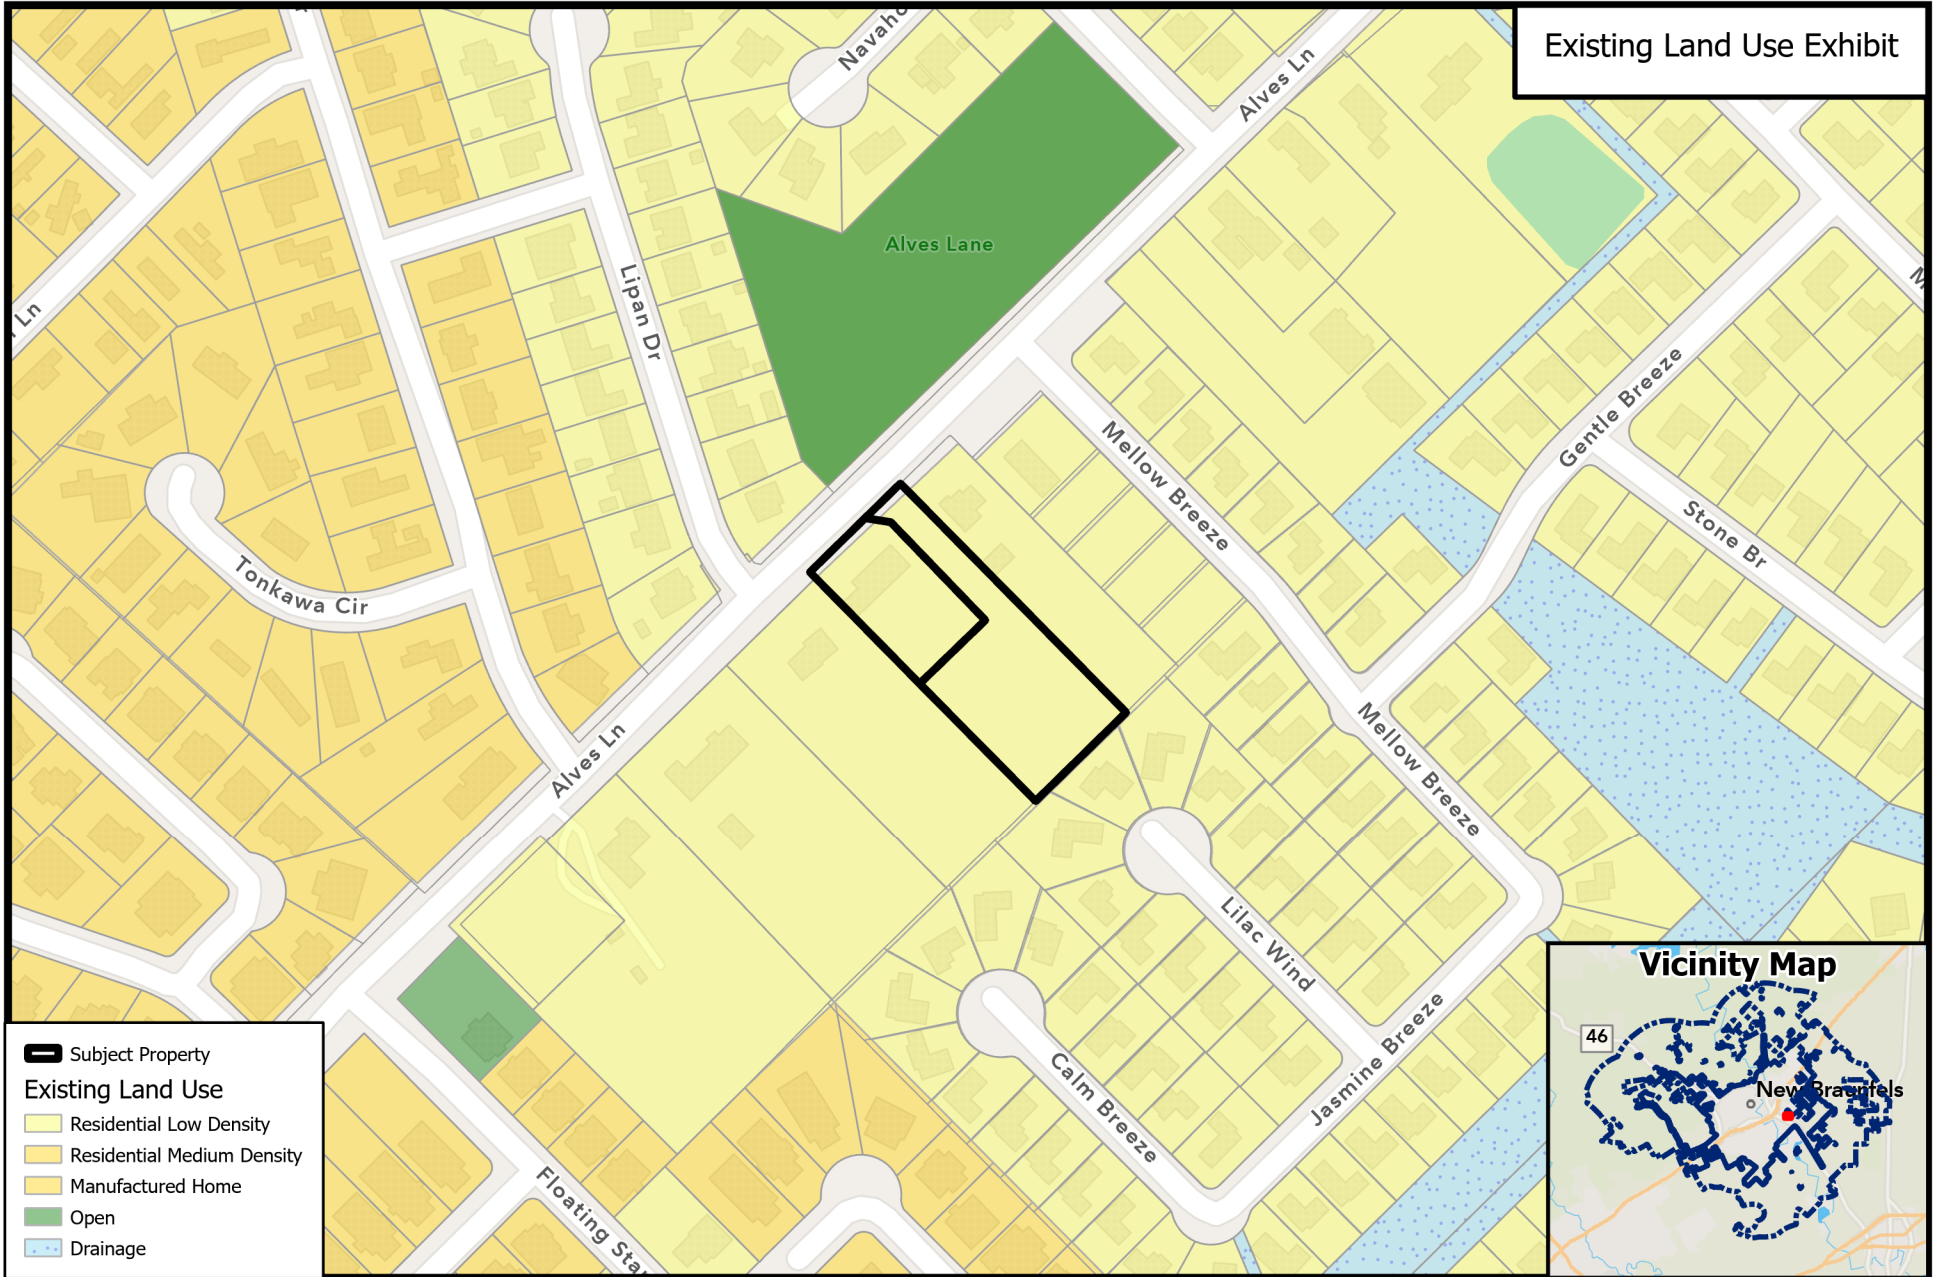 Existing Land Use Exhibit
Navaho
Alves Ln
Alves Lane
Lipan Dr
Ln
Mellow Breeze
Gentle Breeze
Stone Br
M
Tonkawa Cir
Alves Ln
Mellow Breeze
Lilac Wind
Jasmine Breeze
Calm Breeze
Floating Star
Subject Property
Existing Land Use
Residential Low Density
Residential Medium Density
Manufactured Home
Open
Drainage
Vicinity Map
46
New Braunfels